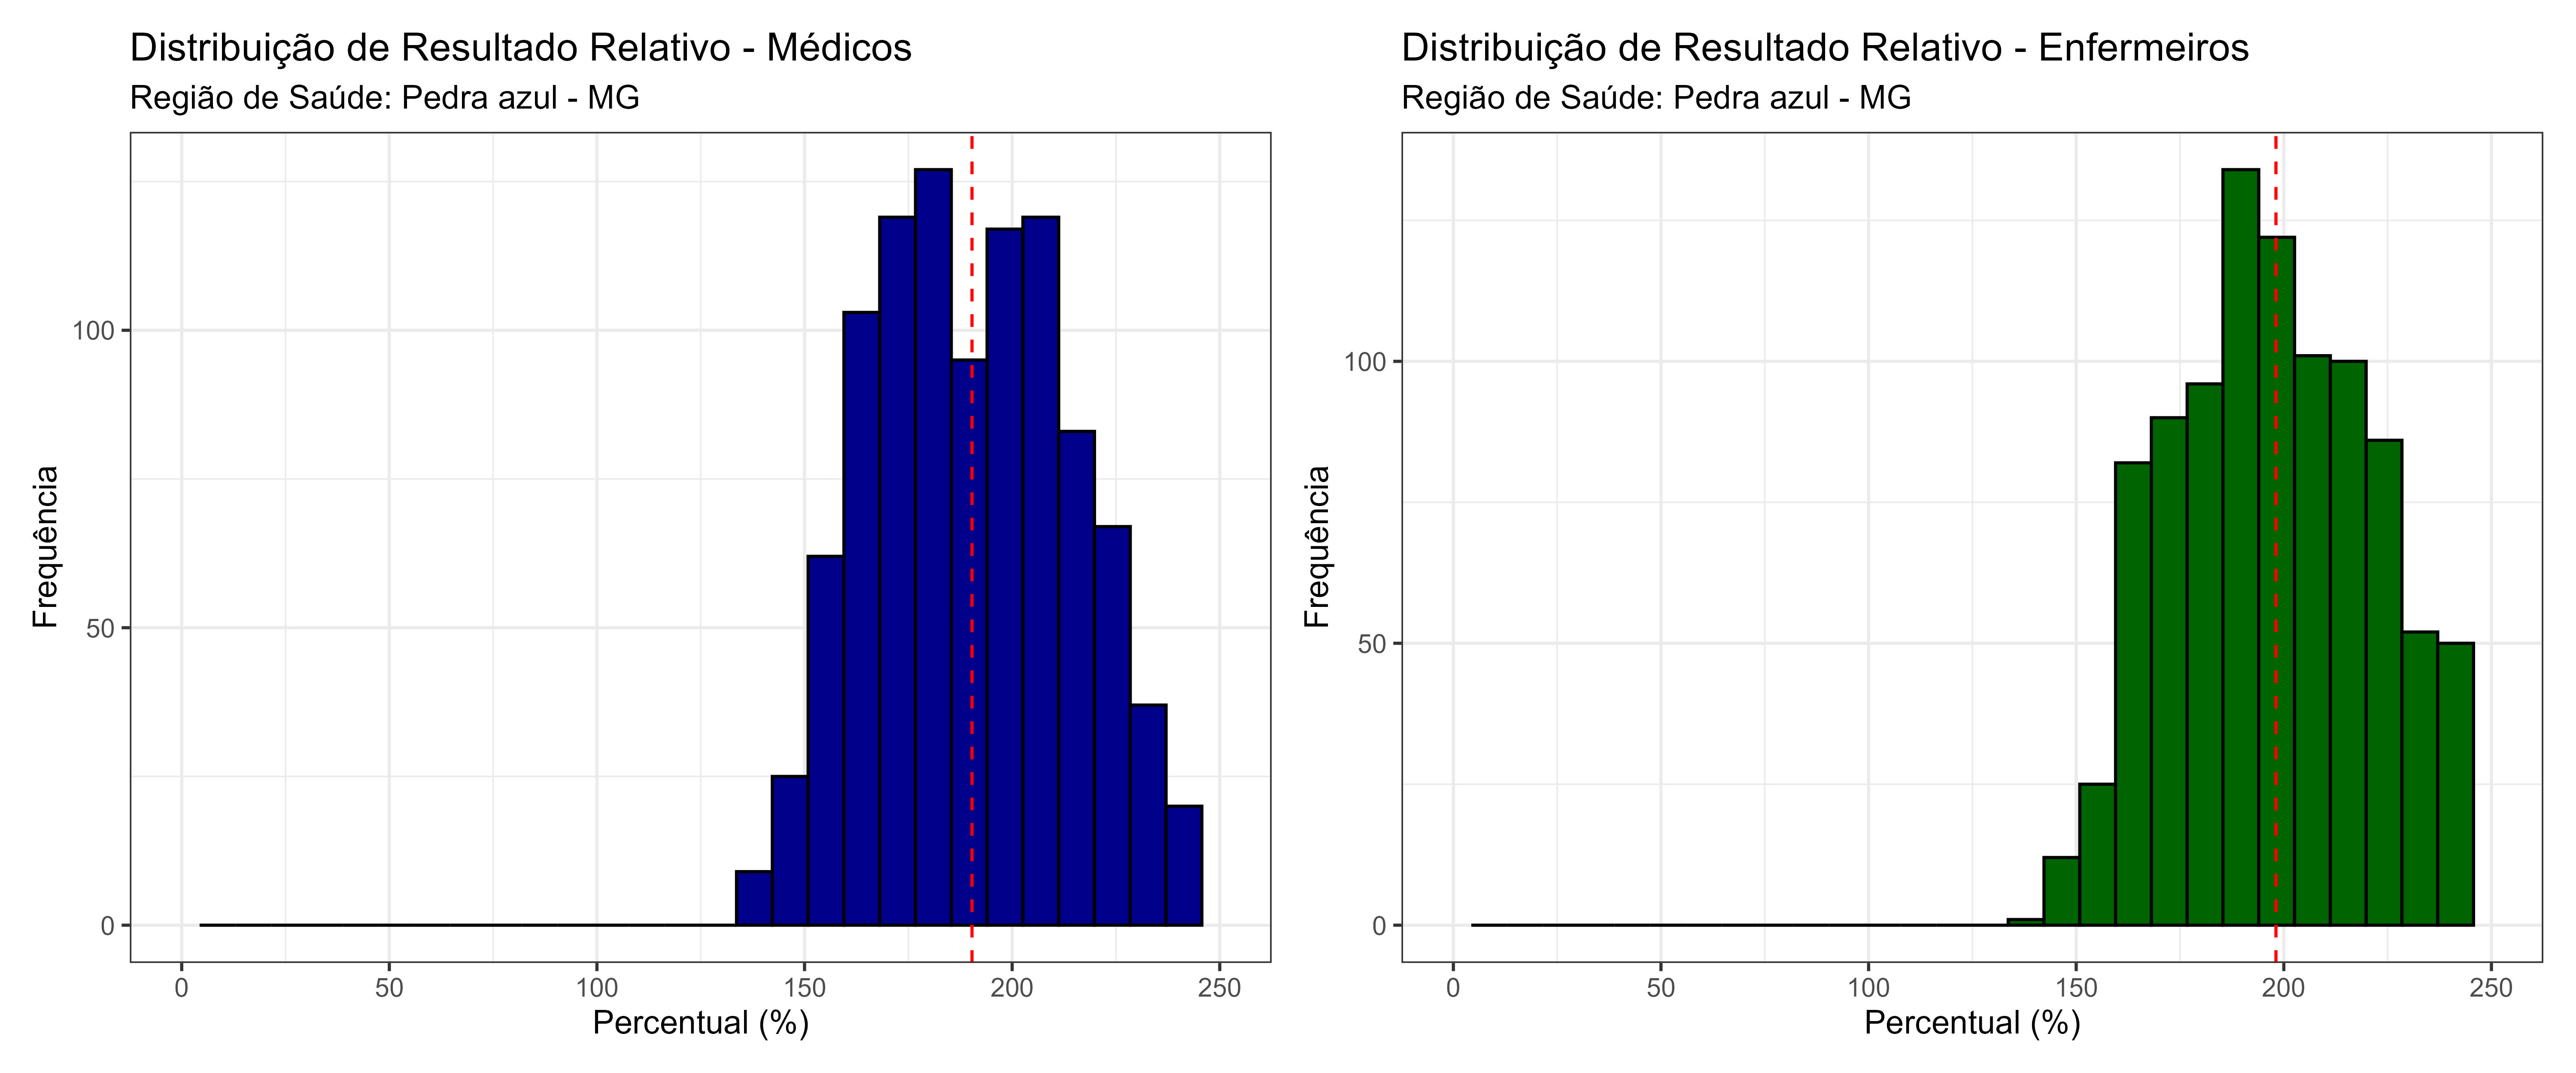 Distribuição de Resultado Relativo - Médicos
Região de Saúde: Pedra azul - MG
Frequência
100
50
0
0 50 100 150 200 250
Percentual (%)
Distribuição de Resultado Relativo - Enfermeiros
Região de Saúde: Pedra azul - MG
Frequência
100
50
0
0 50 100 150 200 250
Percentual (%)